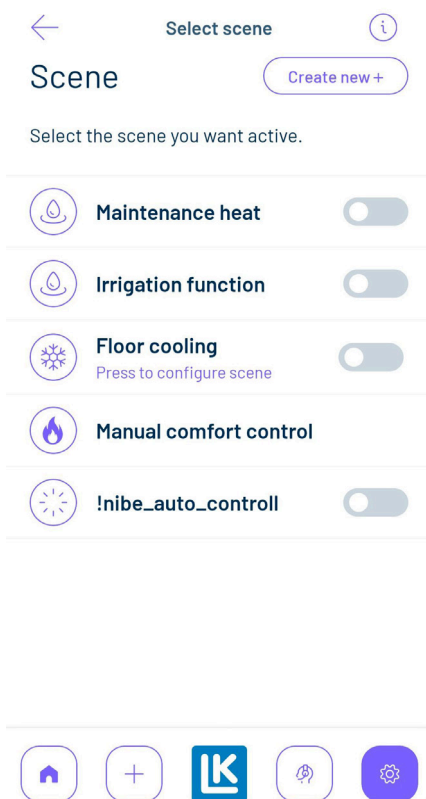 Select scene
Scene
Create new +
Select the scene you want active.
Maintenance heat
Irrigation function
Floor cooling
Press to configure scene
Manual comfort control
!nibe_auto_controll
LK